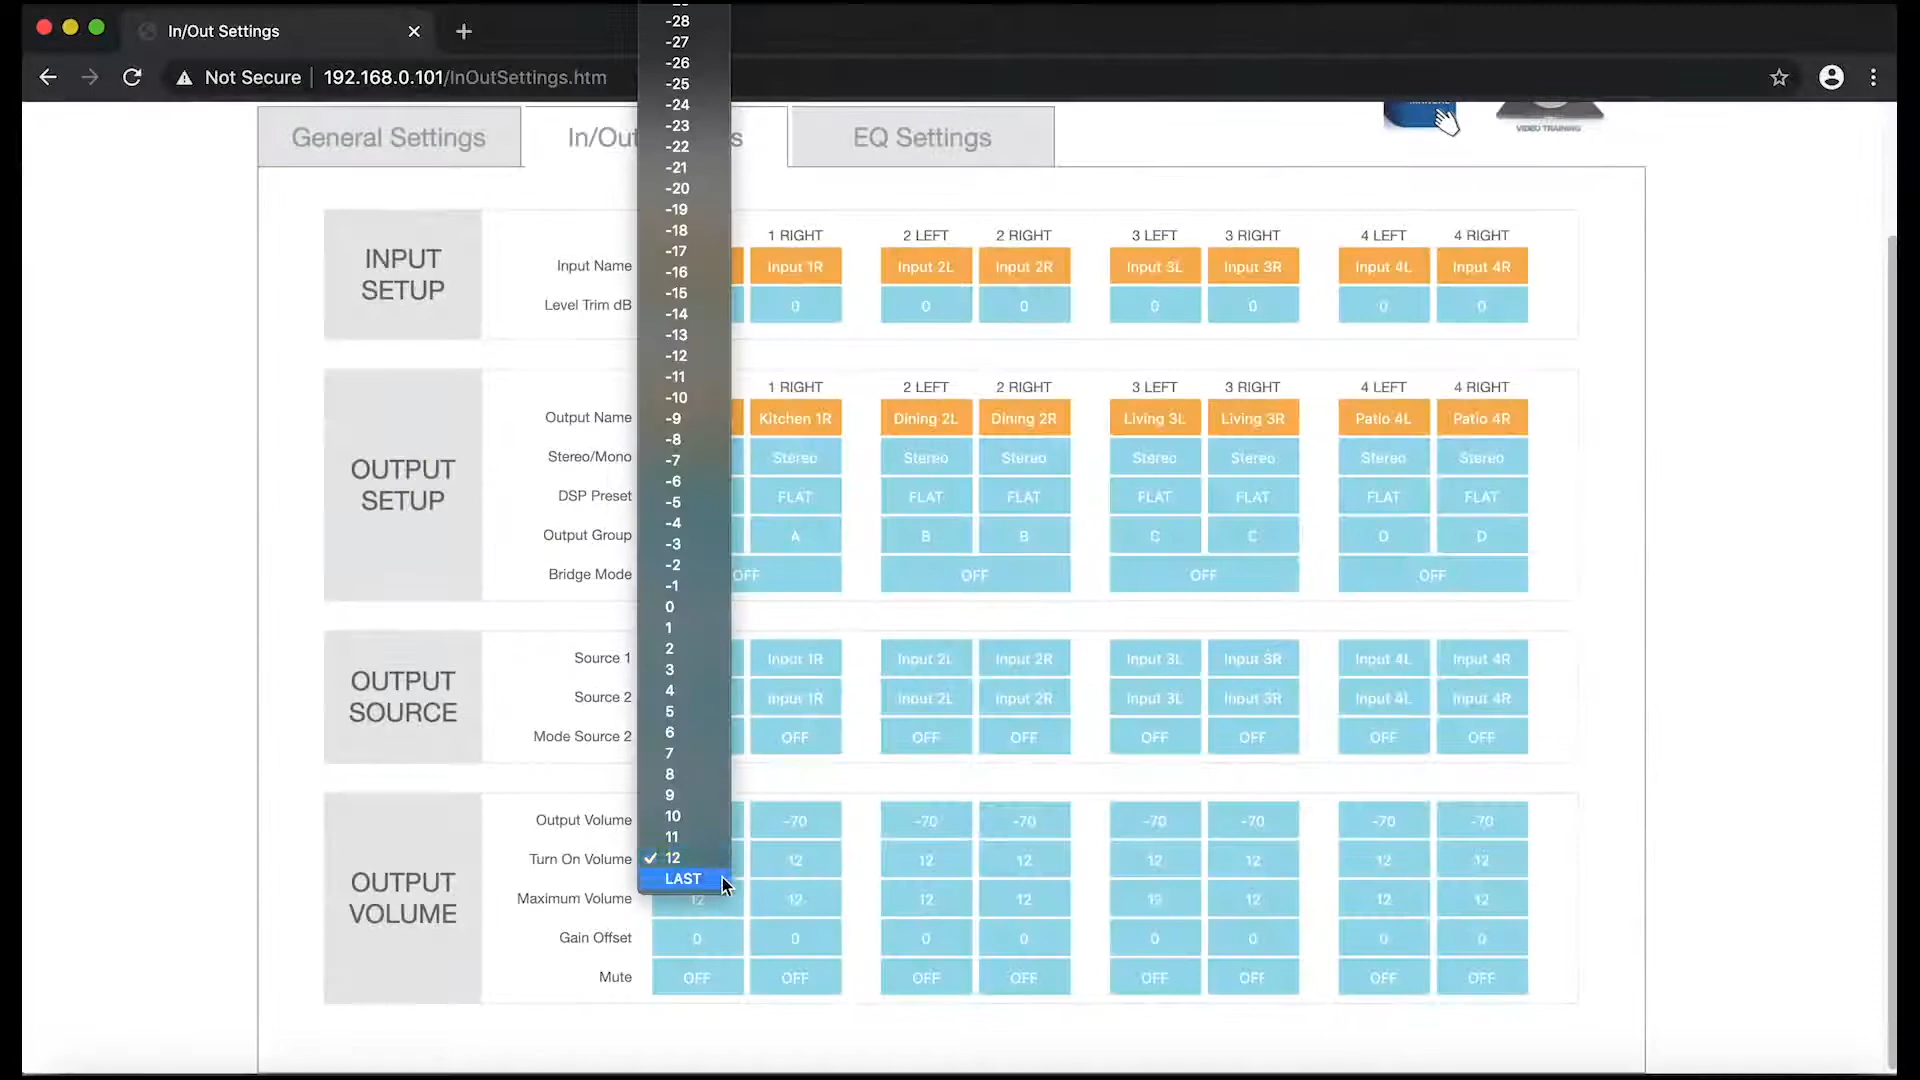 In/Out Settings
Not Secure 192.168.0.101/InOutSettings.htm
General Settings In/Out s EQ Settings
VIDEO TRAINING
-28
-27
-26
-25
-24
-23
-22
-21
-20
-19
-18
-17
-16
-15
-14
-13
-12
-11
-10
-9
-8
-7
-6
-5
-4
-3
-2
-1
0
1
2
3
4
5
6
7
8
9
10
11
12
LAST
INPUT SETUP
1 RIGHT 2 LEFT 2 RIGHT 3 LEFT 3 RIGHT 4 LEFT 4 RIGHT
Input Name Input 1R Input 2L Input 2R Input 3L Input 3R Input 4L Input 4R
Level Trim dB 0 0 0 0 0 0 0
OUTPUT SETUP
1 RIGHT 2 LEFT 2 RIGHT 3 LEFT 3 RIGHT 4 LEFT 4 RIGHT
Output Name Kitchen 1R Dining 2L Dining 2R Living 3L Living 3R Patio 4L Patio 4R
Stereo/Mono Stereo Stereo Stereo Stereo Stereo Stereo Stereo
DSP Preset FLAT FLAT FLAT FLAT FLAT FLAT FLAT
Output Group A B B C C D D
Bridge Mode OFF OFF OFF OFF
OUTPUT SOURCE
Source 1 Input 1R Input 2L Input 2R Input 3L Input 3R Input 4L Input 4R
Source 2 Input 1R Input 2L Input 2R Input 3L Input 3R Input 4L Input 4R
Mode Source 2 OFF OFF OFF OFF OFF OFF OFF
OUTPUT VOLUME
Output Volume -70 -70 -70 -70 -70 -70 -70
Turn On Volume 12 12 12 12 12 12 12
Maximum Volume 12 12 12 12 12 12 12 12
Gain Offset 0 0 0 0 0 0 0 0
Mute OFF OFF OFF OFF OFF OFF OFF OFF